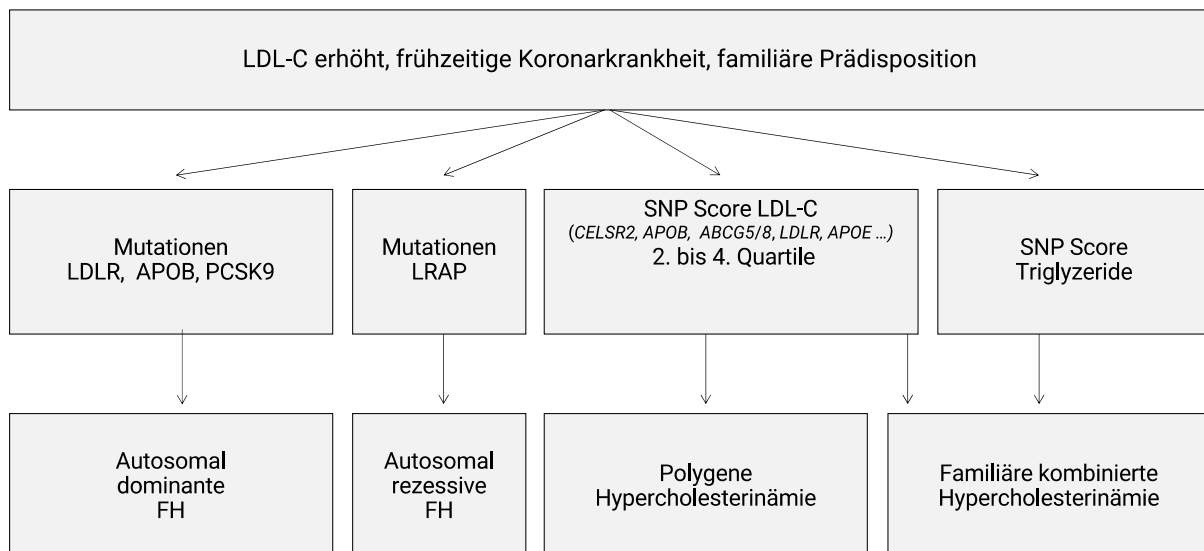 LDL-C erhöht, frühzeitige Koronarkrankheit, familiäre Prädisposition
Mutationen
LDLR, APOB, PCSK9
Mutationen
LRAP
SNP Score LDL-C
(CELSR2, APOB, ABCG5/8, LDLR, APOE ...)
2. bis 4. Quartile
SNP Score
Triglyzeride
Autosomal
dominante
FH
Autosomal
rezessive
FH
Polygene
Hypercholesterinämie
Familiäre kombinierte
Hypercholesterinämie